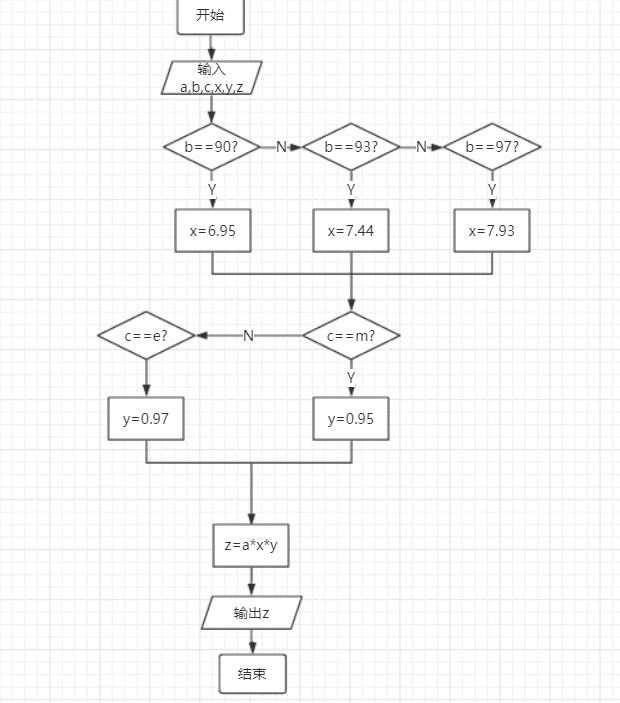 开始
输入
a,b,c,x,y,z
b==90?
N
b==93?
N
b==97?
Y
Y
Y
x=6.95
x=7.44
x=7.93
c==e?
N
c==m?
Y
y=0.97
y=0.95
z=a*x*y
输出z
结束